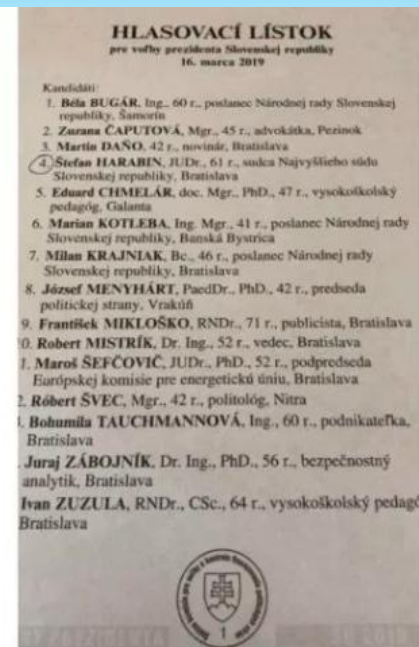 HLASOVACÍ LÍSTOK
pre voľby prezidenta Slovenskej republiky
16. marca 2019
Kandidáti:
1. Béla BUGÁR, Ing., 60 r., poslanec Národnej rady Slovenskej
republiky, Šamorín
2. Zuzana ČAPUTOVÁ, Mgr., 45 r., advokátka, Pezinok
3. Martin DAŇO, 42 r., novinár, Bratislava
4. Štefan HARABIN, JUDr., 61 r., sudca Najvyššieho súdu
Slovenskej republiky, Bratislava
5. Eduard CHMELÁR, doc. Mgr., PhD., 47 r., vysokoškolský
pedagóg, Galanta
6. Marian KOTLEBA, Ing. Mgr., 41 r., poslanec Národnej rady
Slovenskej republiky, Banská Bystrica
7. Milan KRAJNIAK, Bc., 46 r., poslanec Národnej rady
Slovenskej republiky, Bratislava
8. József MENYHÁRT, PaedDr., PhD., 42 r., predseda
politickej strany, Vrakúň
9. František MIKLOŠKO, RNDr., 71 r., publicista, Bratislava
0. Robert MISTRÍK, Dr. Ing., 52 r., vedec, Bratislava
1. Maroš ŠEFČOVIČ, JUDr., PhD., 52 r., podpredseda
Európskej komisie pre energetickú úniu, Bratislava
2. Róbert ŠVEC, Mgr., 42 r., politológ, Nitra
. Bohumila TAUCHMANNOVÁ, Ing., 60 r., podnikateľka,
Bratislava
. Juraj ZÁBOJNÍK, Dr. Ing., PhD., 56 r., bezpečnostný
analytik, Bratislava
Ivan ZUZULA, RNDr., CSc., 64 r., vysokoškolský pedagó
Bratislava
1